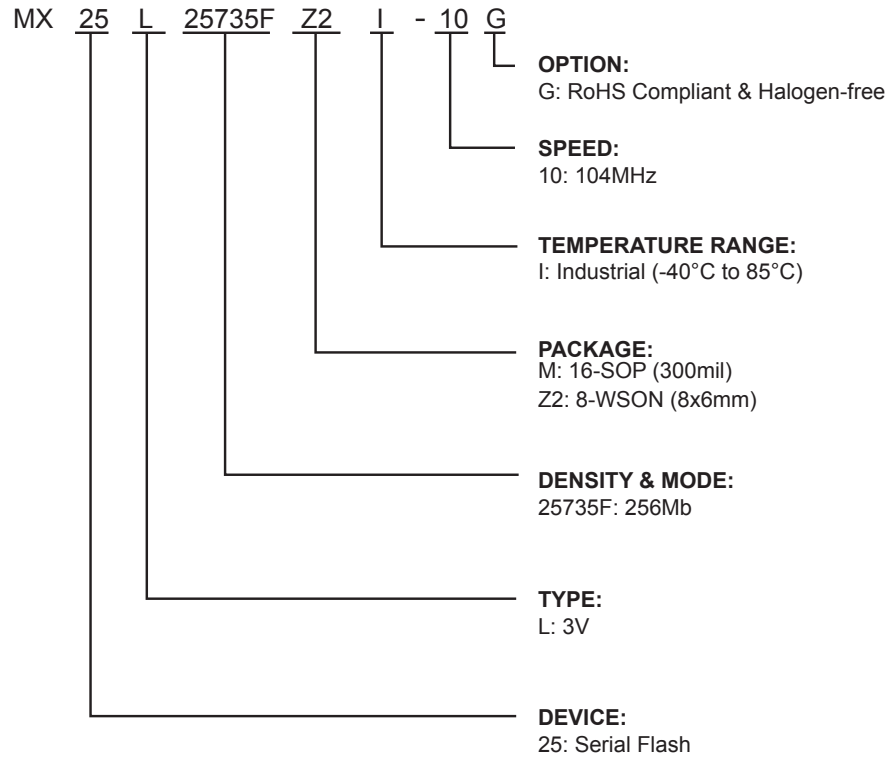 MX 25 L 25735F Z2 I - 10 G
OPTION:
G: RoHS Compliant & Halogen-free
SPEED:
10: 104MHz
TEMPERATURE RANGE:
I: Industrial (-40°C to 85°C)
PACKAGE:
M: 16-SOP (300mil)
Z2: 8-WSON (8x6mm)
DENSITY & MODE:
25735F: 256Mb
TYPE:
L: 3V
DEVICE:
25: Serial Flash